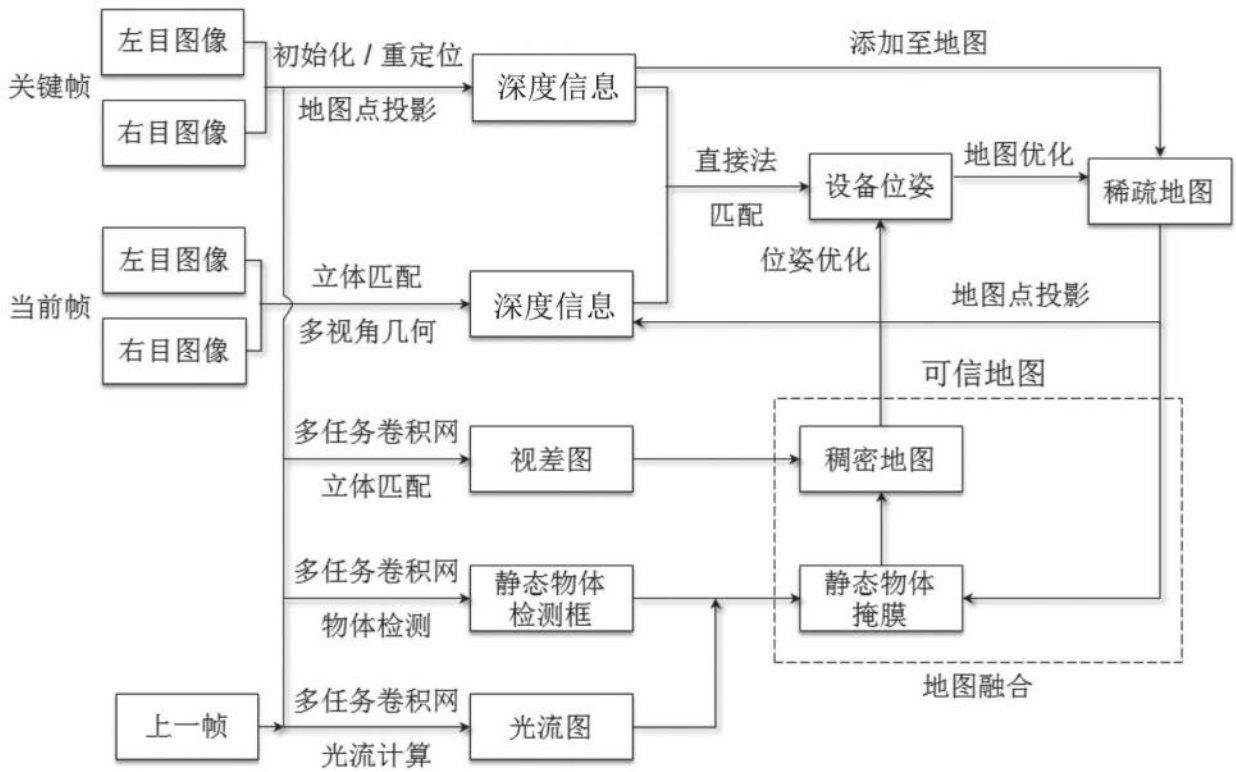 左目图像
关键帧
右目图像
初始化 / 重定位
地图点投影
深度信息
添加至地图
直接法
匹配
设备位姿
地图优化
稀疏地图
左目图像
当前帧
右目图像
立体匹配
多视角几何
深度信息
位姿优化
地图点投影
可信地图
多任务卷积网
立体匹配
视差图
稠密地图
多任务卷积网
物体检测
静态物体
检测框
静态物体
掩膜
地图融合
上一帧
多任务卷积网
光流计算
光流图